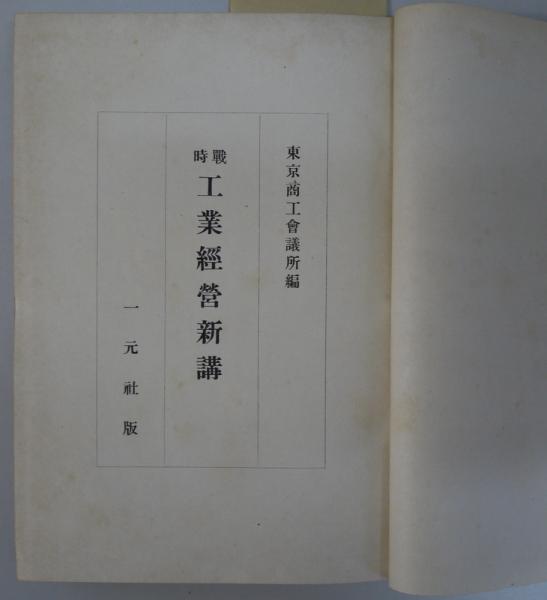 東京商工會議所編
戰時
工業經營新講
一元社版